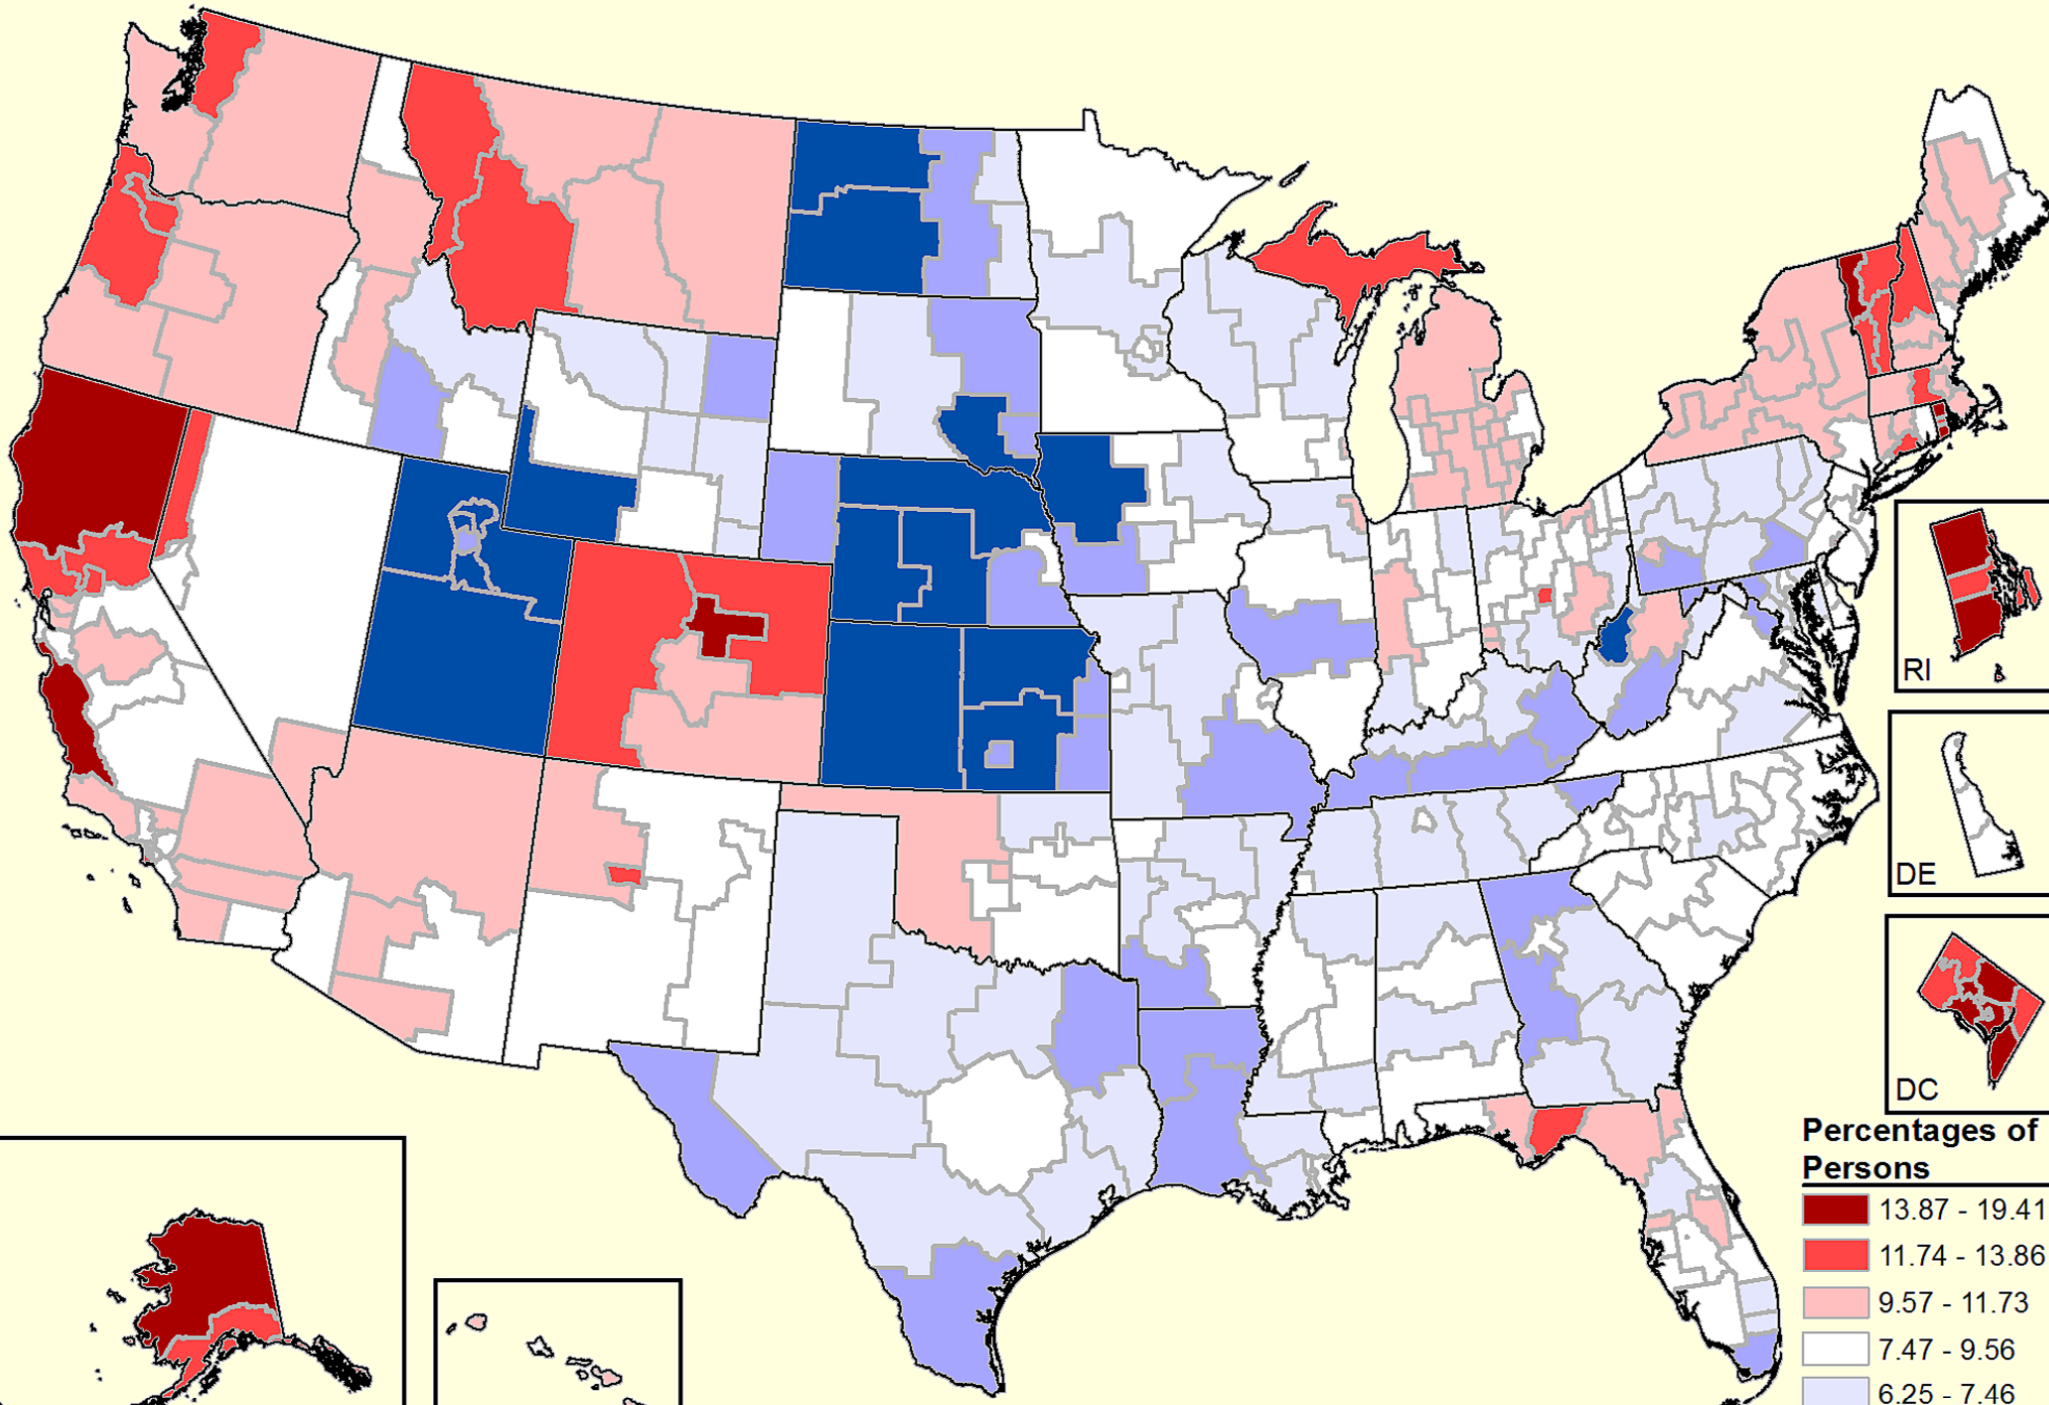 RI
DE
DC
Percentages of
Persons
13.87 - 19.41
11.74 - 13.86
9.57 - 11.73
7.47 - 9.56
6.25 - 7.46